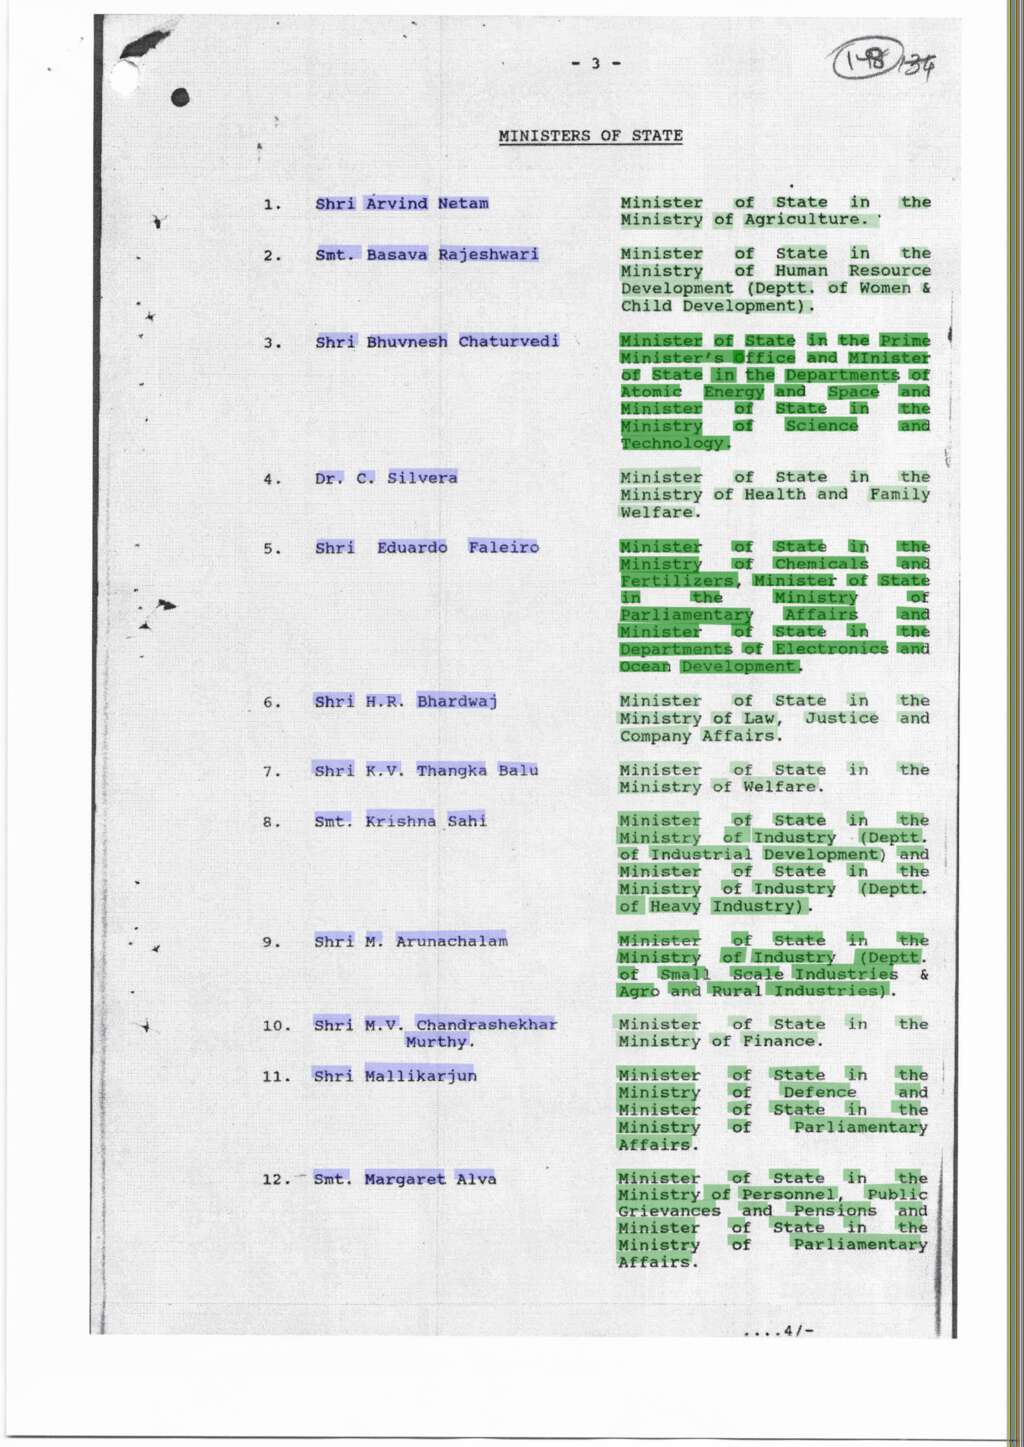 - 3 -
148 134
MINISTERS OF STATE
1. Shri Arvind Netam Minister of State in the
Ministry of Agriculture.
2. Smt. Basava Rajeshwari Minister of State in the
Ministry of Human Resource
Development (Deptt. of Women &
Child Development).
3. Shri Bhuvnesh Chaturvedi Minister of State in the Prime
Minister's Office and MInister
of State in the Departments of
Atomic Energy and Space and
Minister of State in the
Ministry of Science and
Technology.
4. Dr. C. Silvera Minister of State in the
Ministry of Health and Family
Welfare.
5. Shri Eduardo Faleiro Minister of State in the
Ministry of Chemicals and
Fertilizers, Minister of State
in the Ministry of
Parliamentary Affairs and
Minister of State in the
Departments of Electronics and
Ocean Development.
6. Shri H.R. Bhardwaj Minister of State in the
Ministry of Law, Justice and
Company Affairs.
7. Shri K.V. Thangka Balu Minister of State in the
Ministry of Welfare.
8. Smt. Krishna Sahi Minister of State in the
Ministry of Industry (Deptt.
of Industrial Development) and
Minister of State in the
Ministry of Industry (Deptt.
of Heavy Industry).
9. Shri M. Arunachalam Minister of State in the
Ministry of Industry (Deptt.
of Small Scale Industries &
Agro and Rural Industries).
10. Shri M.V. Chandrashekhar Minister of State in the
Murthy. Ministry of Finance.
11. Shri Mallikarjun Minister of State in the
Ministry of Defence and
Minister of State in the
Ministry of Parliamentary
Affairs.
12. Smt. Margaret Alva Minister of State in the
Ministry of Personnel, Public
Grievances and Pensions and
Minister of State in the
Ministry of Parliamentary
Affairs.
....4/-